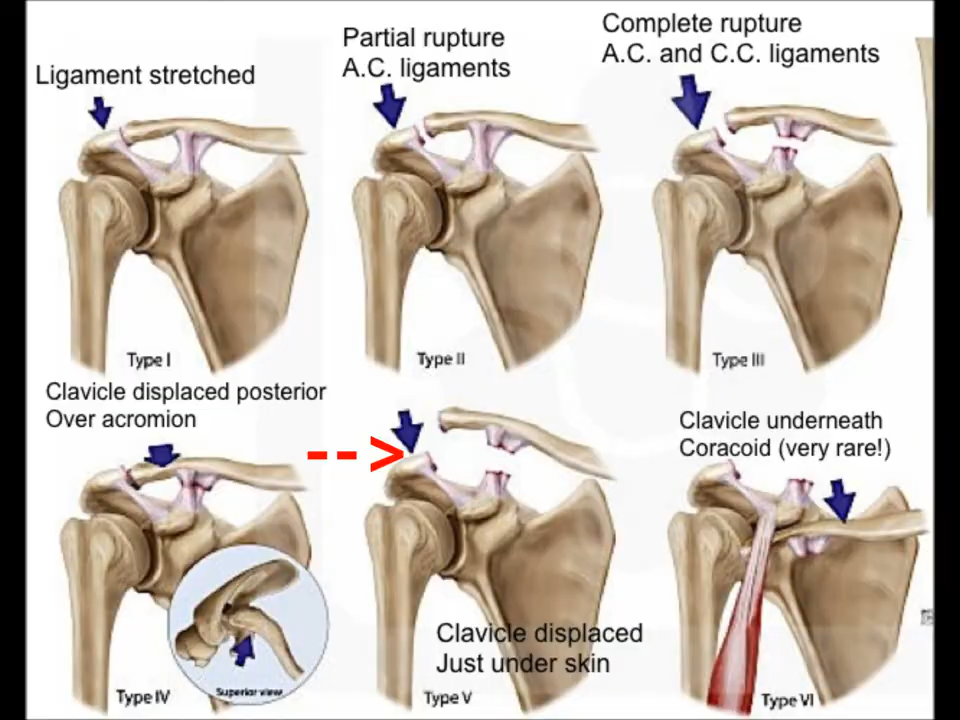 Ligament stretched
Partial rupture
A.C. ligaments
Complete rupture
A.C. and C.C. ligaments
Type I
Type II
Type III
Clavicle displaced posterior
Over acromion
Clavicle underneath
Coracoid (very rare!)
-->
Clavicle displaced
Just under skin
Superior view
Type IV
Type V
Type VI